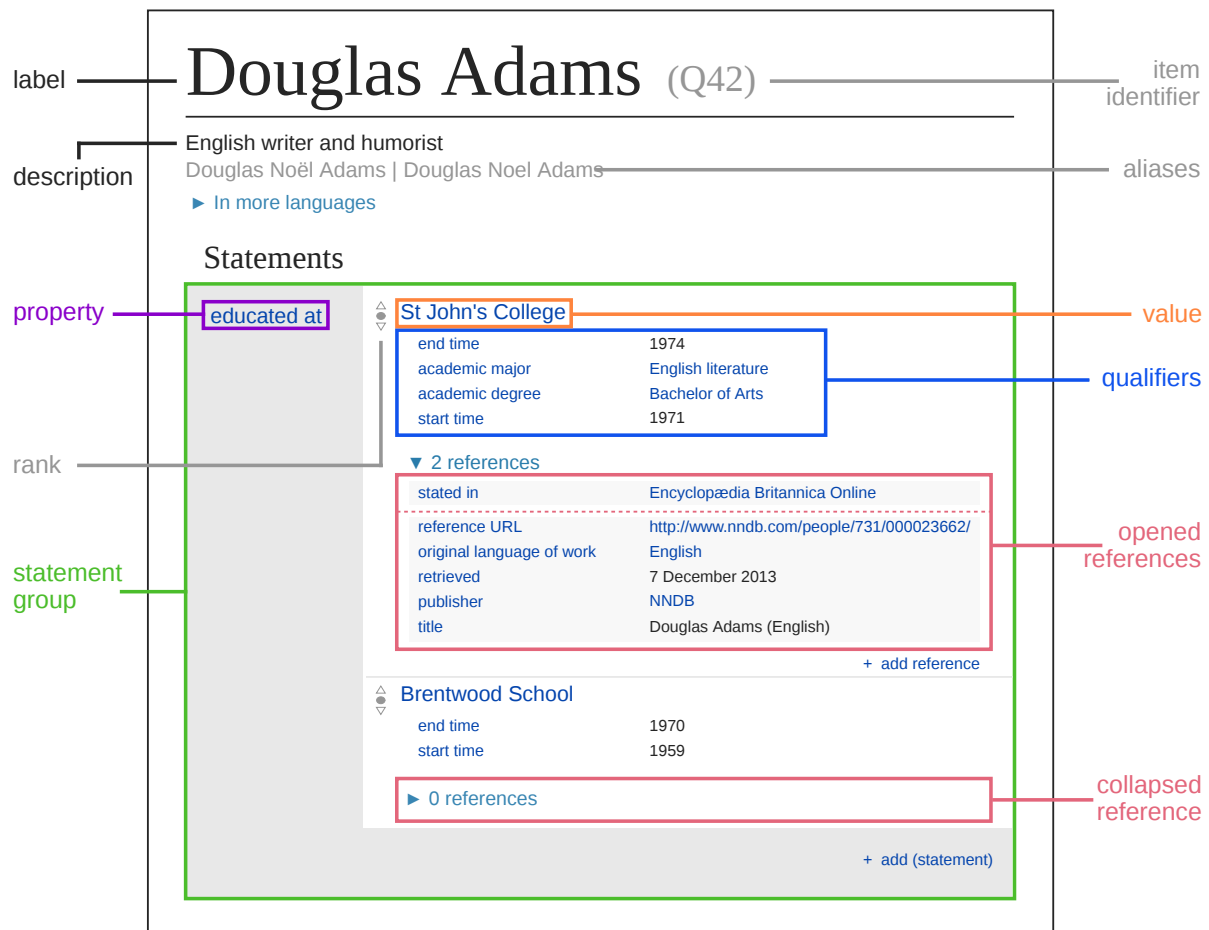 label
Douglas Adams (Q42)
item
identifier
description
English writer and humorist
Douglas Noël Adams | Douglas Noel Adams
aliases
► In more languages
Statements
property
educated at
St John's College
value
end time 1974
academic major English literature
academic degree Bachelor of Arts
start time 1971
qualifiers
rank
▼ 2 references
stated in Encyclopædia Britannica Online
reference URL http://www.nndb.com/people/731/000023662/
original language of work English
retrieved 7 December 2013
publisher NNDB
title Douglas Adams (English)
opened
references
statement
group
+ add reference
Brentwood School
end time 1970
start time 1959
► 0 references
collapsed
reference
+ add (statement)